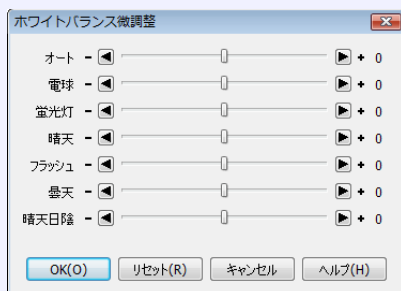 ホワイトバランス微調整
オート - + 0
電球 - + 0
蛍光灯 - + 0
晴天 - + 0
フラッシュ - + 0
曇天 - + 0
晴天日陰 - + 0
OK(O) リセット(R) キャンセル ヘルプ(H)